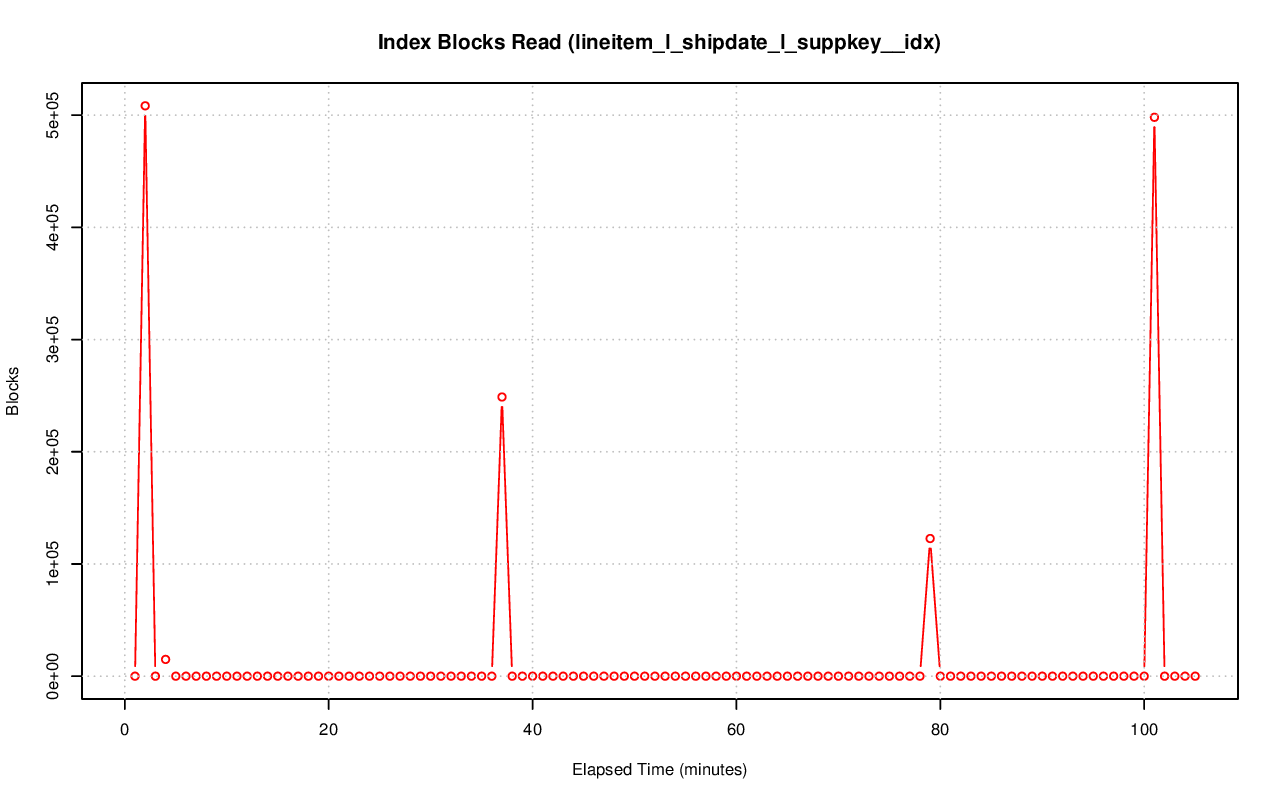 Index Blocks Read (lineitem_l_shipdate_l_suppkey__idx)
Blocks
5e+05
4e+05
3e+05
2e+05
1e+05
0e+00
0 20 40 60 80 100
Elapsed Time (minutes)